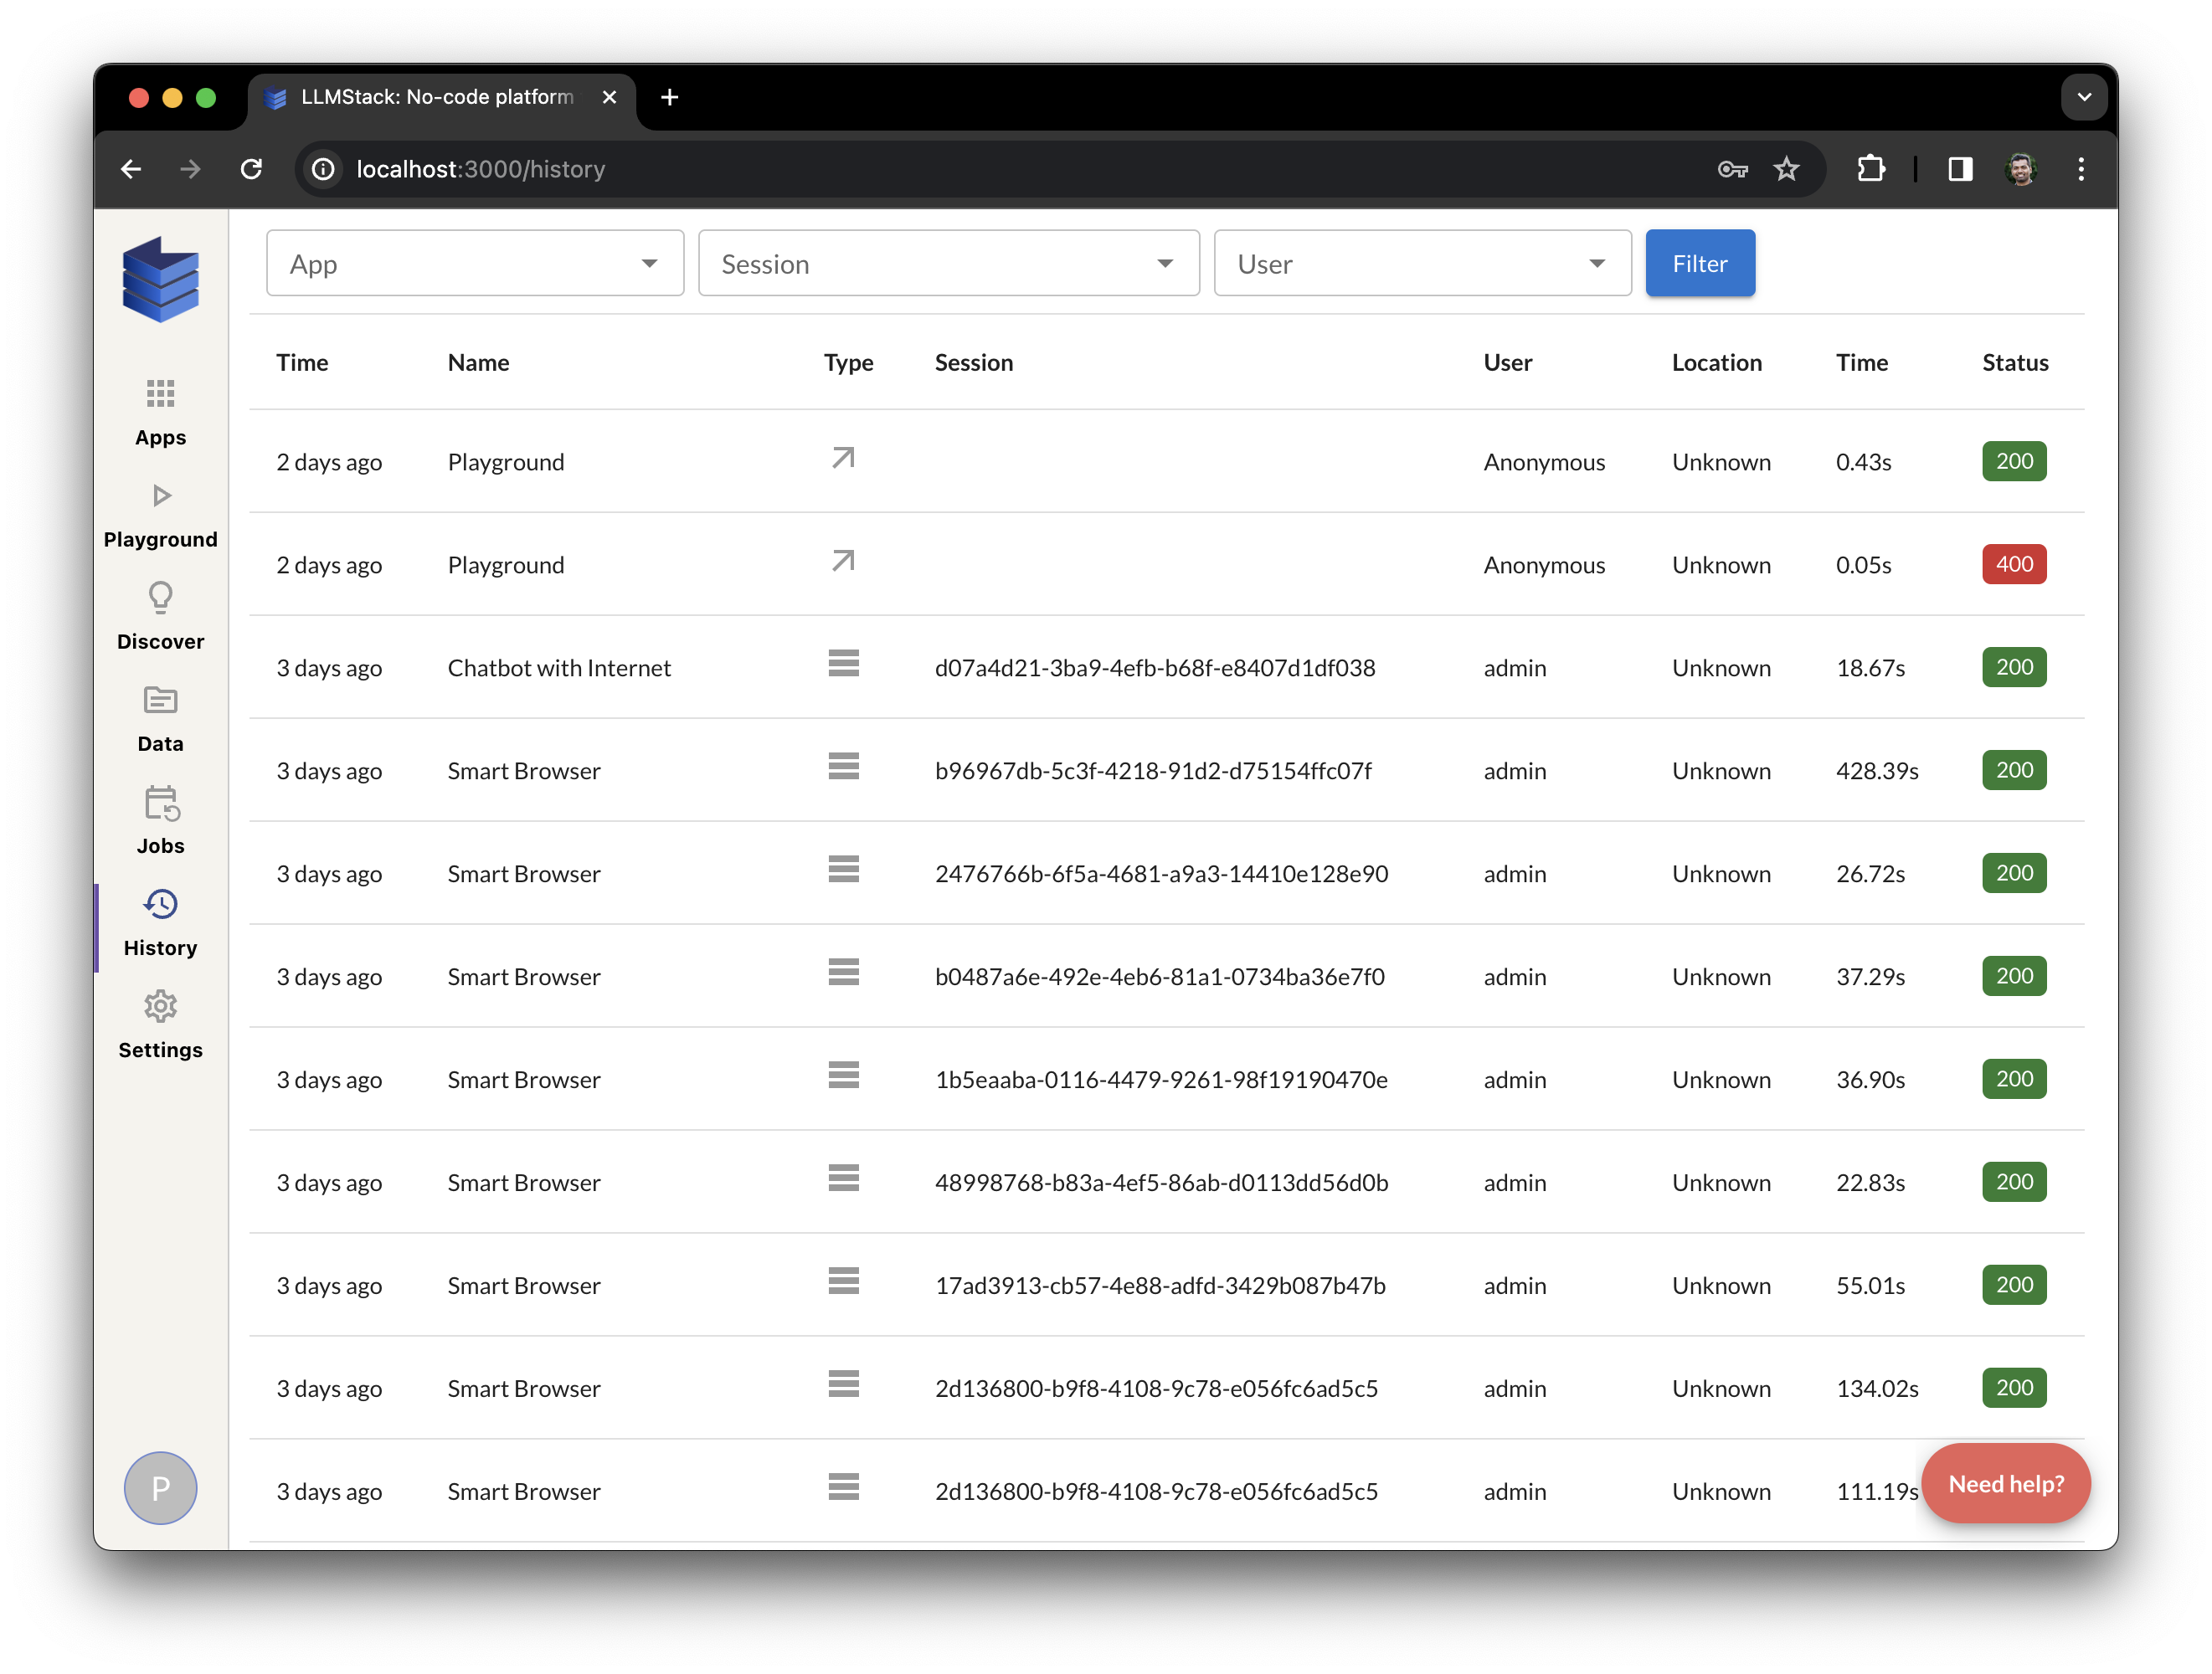 LLMStack: No-code platform
localhost:3000/history
App Session User Filter
Time Name Type Session User Location Time Status
2 days ago Playground Anonymous Unknown 0.43s 200
2 days ago Playground Anonymous Unknown 0.05s 400
3 days ago Chatbot with Internet d07a4d21-3ba9-4efb-b68f-e8407d1df038 admin Unknown 18.67s 200
3 days ago Smart Browser b96967db-5c3f-4218-91d2-d75154ffc07f admin Unknown 428.39s 200
3 days ago Smart Browser 2476766b-6f5a-4681-a9a3-14410e128e90 admin Unknown 26.72s 200
3 days ago Smart Browser b0487a6e-492e-4eb6-81a1-0734ba36e7f0 admin Unknown 37.29s 200
3 days ago Smart Browser 1b5eaaba-0116-4479-9261-98f19190470e admin Unknown 36.90s 200
3 days ago Smart Browser 48998768-b83a-4ef5-86ab-d0113dd56d0b admin Unknown 22.83s 200
3 days ago Smart Browser 17ad3913-cb57-4e88-adfd-3429b087b47b admin Unknown 55.01s 200
3 days ago Smart Browser 2d136800-b9f8-4108-9c78-e056fc6ad5c5 admin Unknown 134.02s 200
3 days ago Smart Browser 2d136800-b9f8-4108-9c78-e056fc6ad5c5 admin Unknown 111.19s
Need help?
Apps
Playground
Discover
Data
Jobs
History
Settings
P